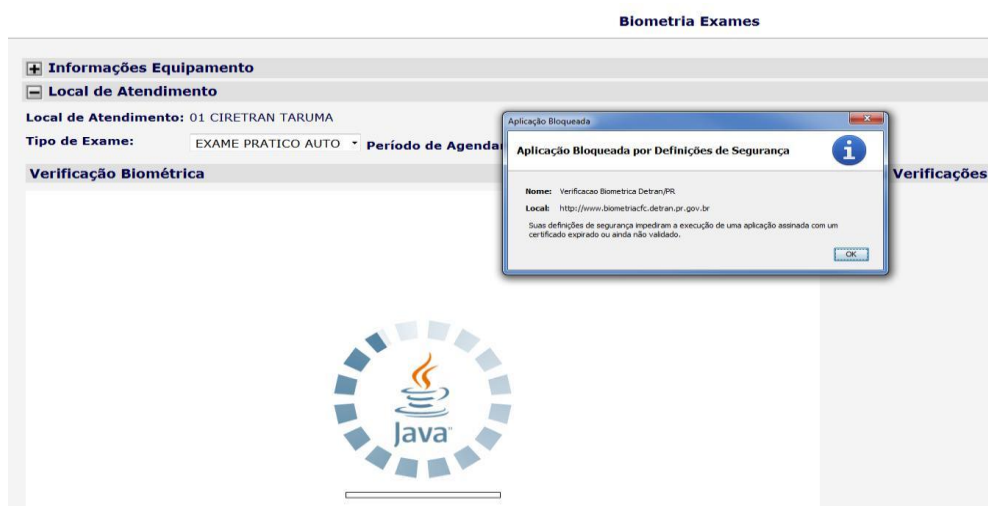 Biometria Exames
Informações Equipamento
Local de Atendimento
Local de Atendimento: 01 CIRETRAN TARUMA
Tipo de Exame: EXAME PRATICO AUTO Período de Agenda
Verificação Biométrica
Verificações
Aplicação Bloqueada
Aplicação Bloqueada por Definições de Segurança
Nome: Verificacao Biometrica Detran/PR
Local: http://www.biometriacfc.detran.pr.gov.br
Suas definições de segurança impediram a execução de uma aplicação assinada com um
certificado expirado ou ainda não validado.
OK
Java